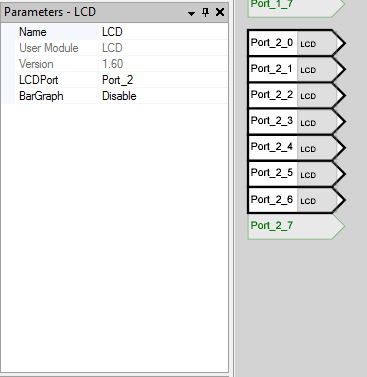 Parameters - LCD
Name LCD
User Module LCD
Version 1.60
LCDPort Port_2
BarGraph Disable
Port_1_7
Port_2_0 LCD
Port_2_1 LCD
Port_2_2 LCD
Port_2_3 LCD
Port_2_4 LCD
Port_2_5 LCD
Port_2_6 LCD
Port_2_7